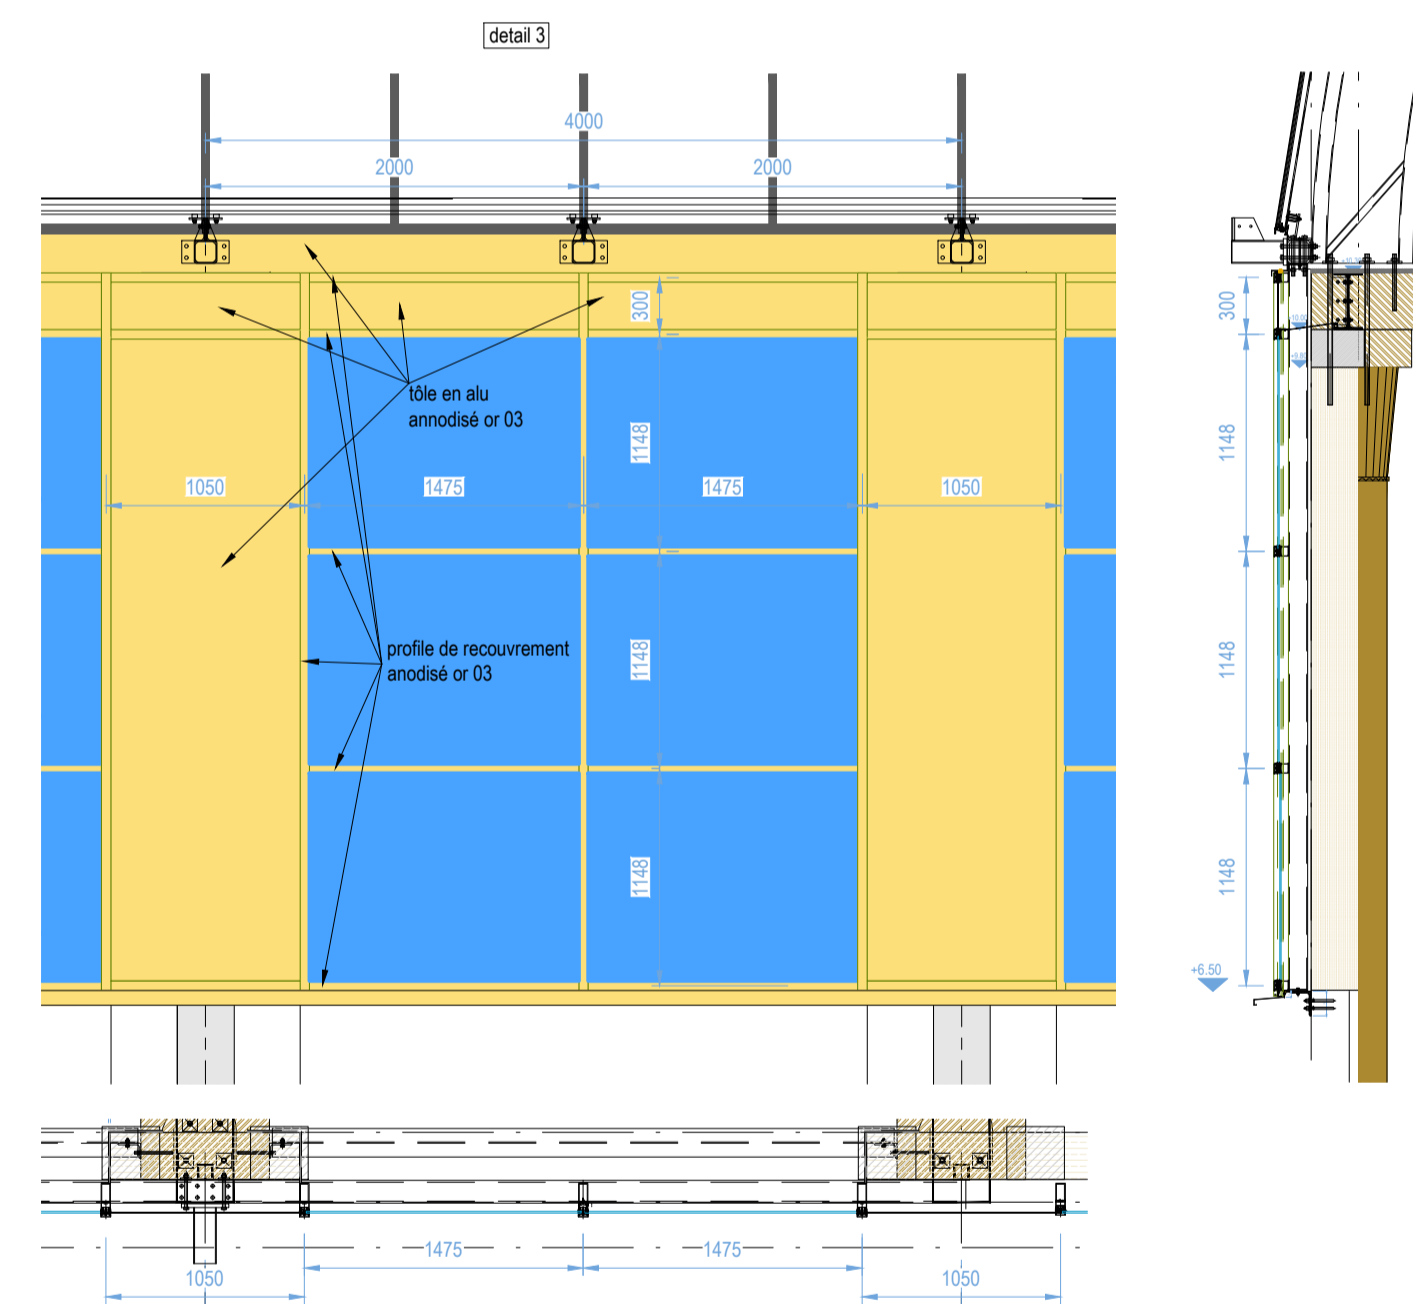 detail 3
4000
2000 2000
300 300
tôle en alu
annodisé or 03
1148 1148
1050 1475 1475 1050
profile de recouvrement
anodisé or 03
1148 1148
1148 1148
+6.50
1475 1475
1050 1050